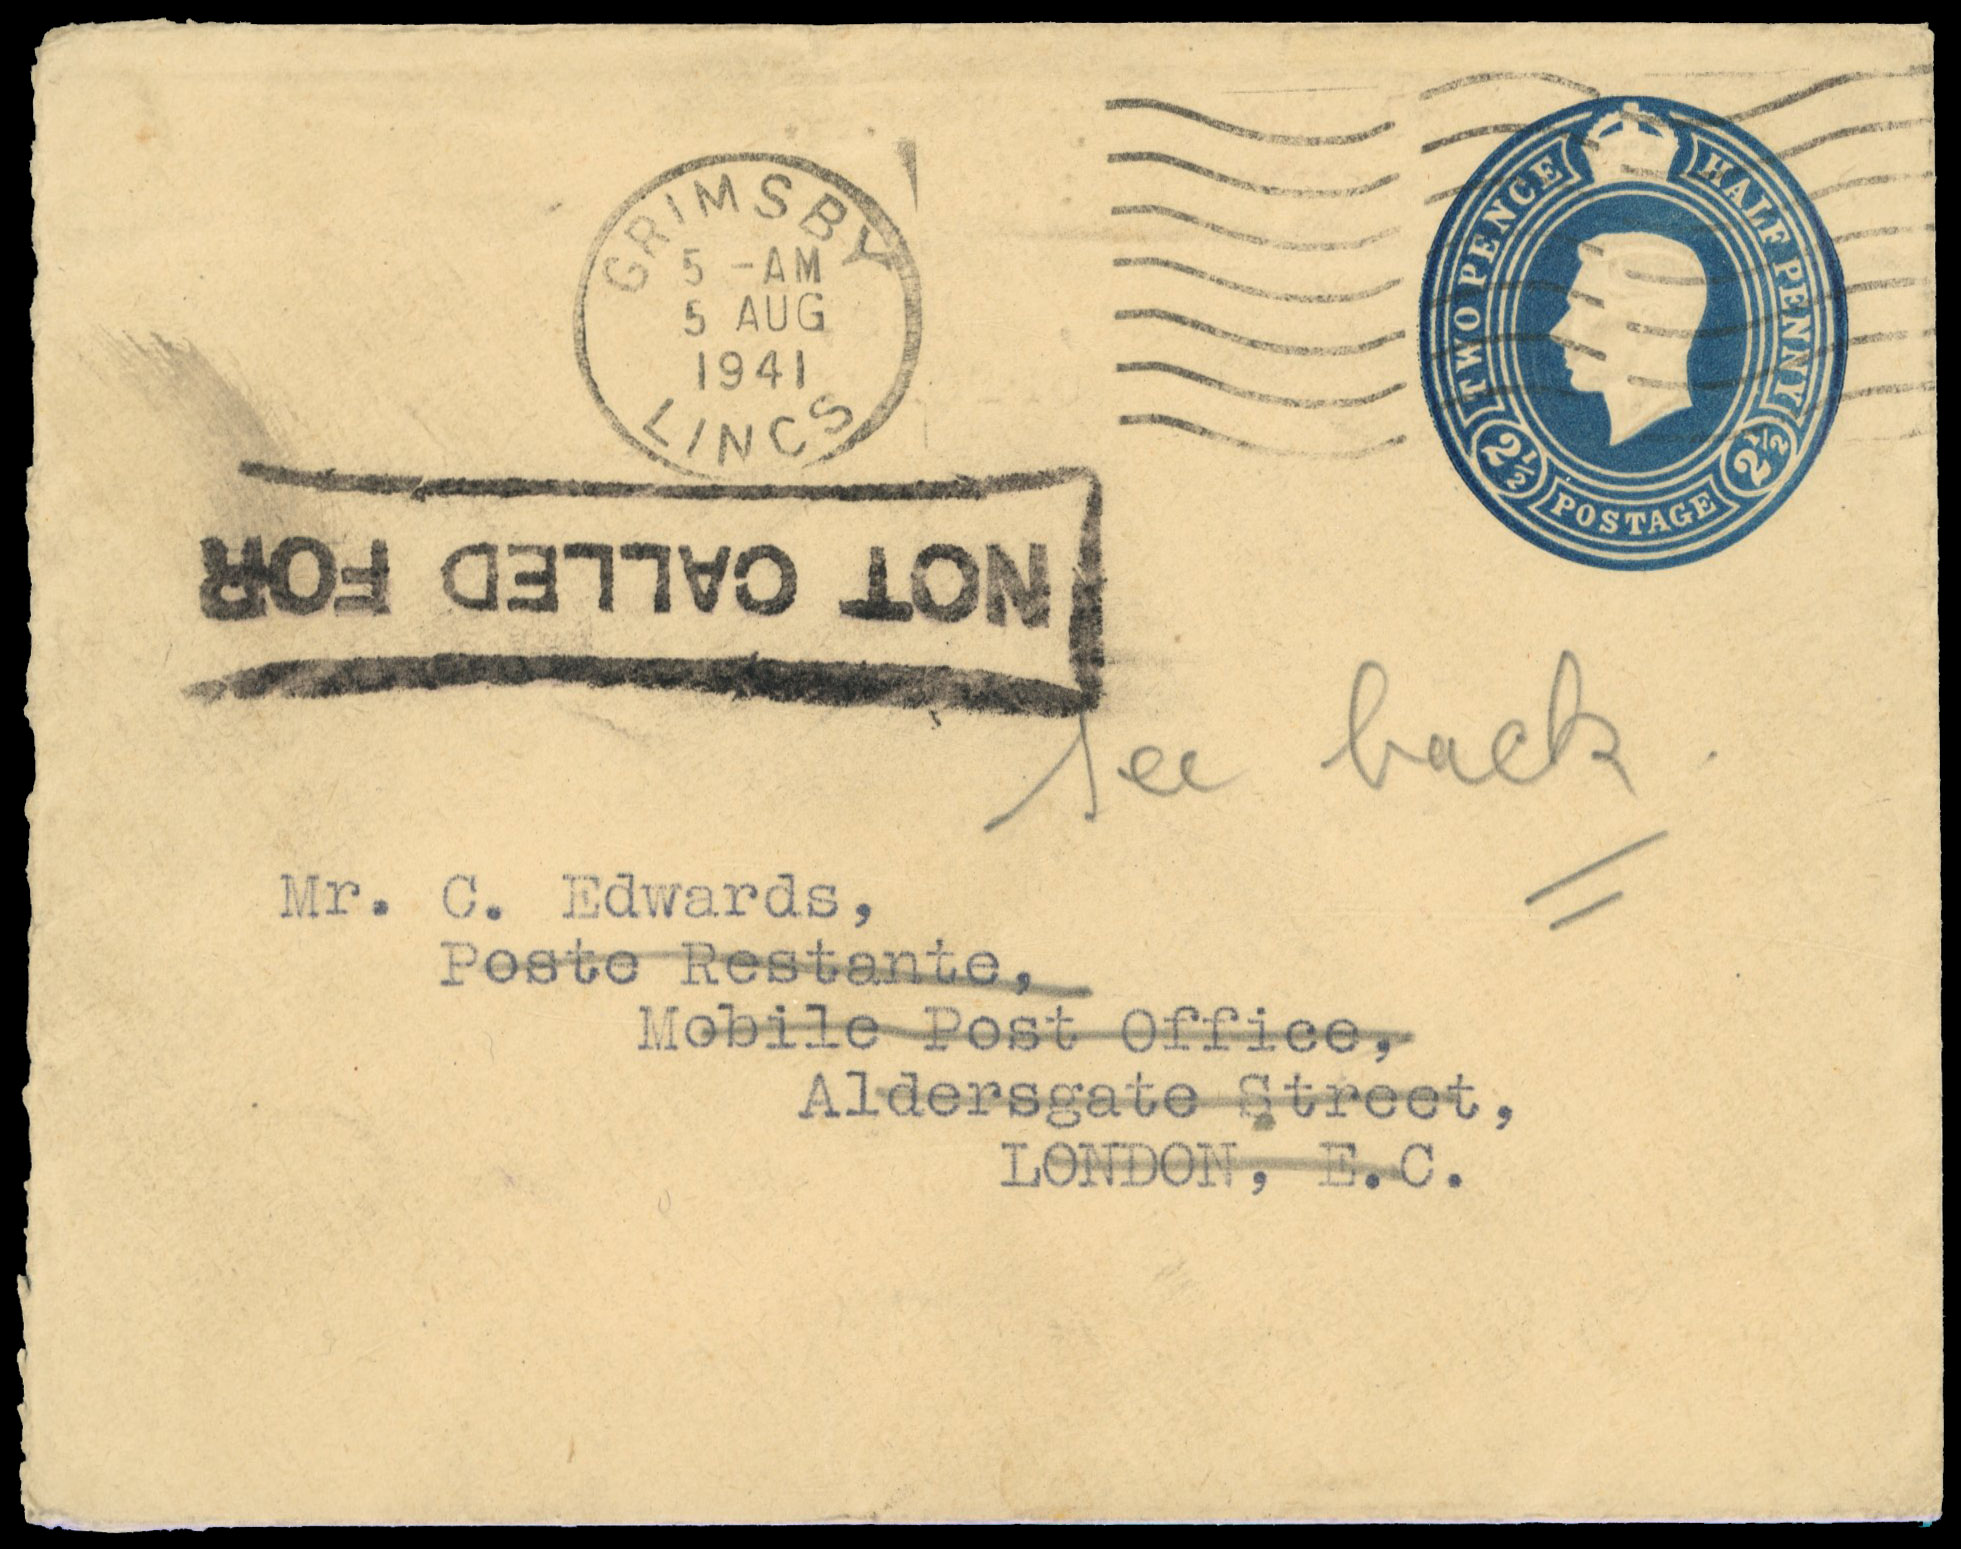 GRIMSBY
5 -AM
5 AUG
1941
LINCS
TWO PENCE HALF PENNY
2½ POSTAGE 2½
NOT CALLED FOR
See back.
Mr. C. Edwards,
Poste Restante,
Mobile Post Office,
Aldersgate Street,
LONDON, E.C.